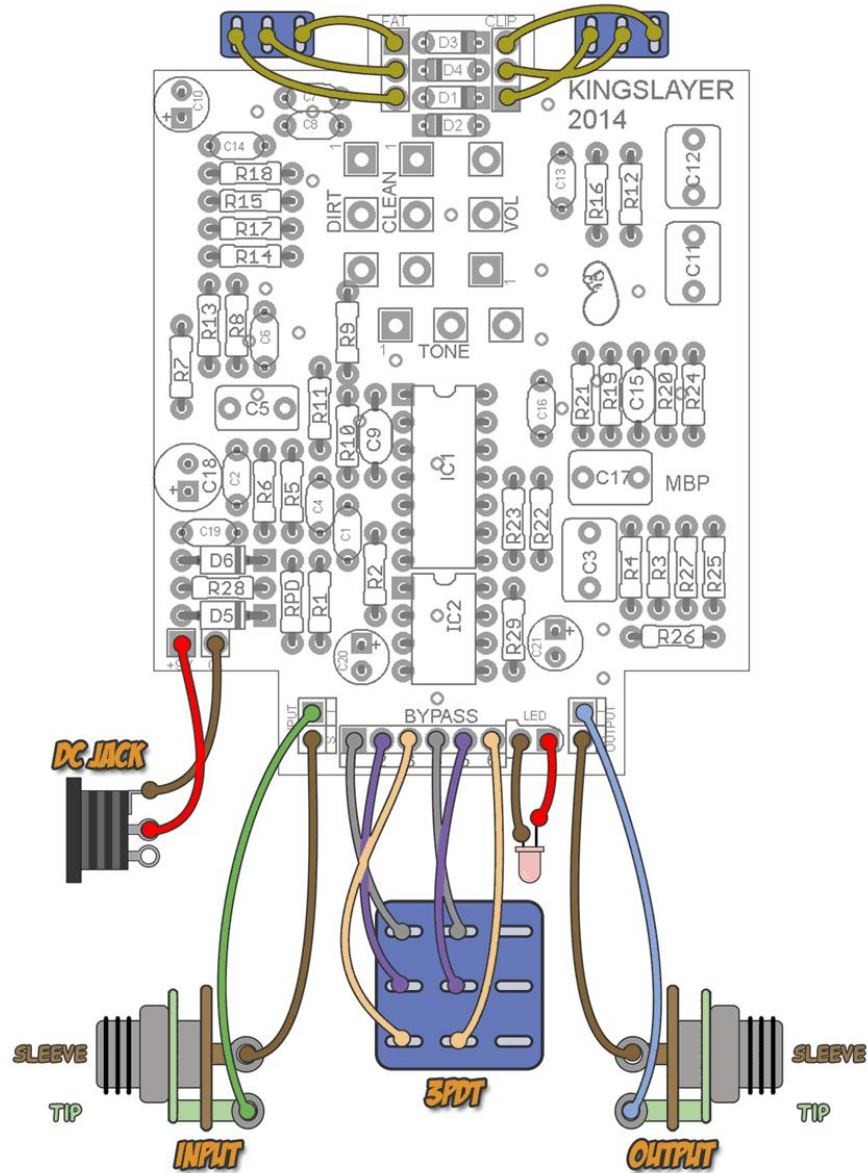 FAT
CLIP
D3
D4
D1
D2
KINGSLAYER
2014
C10
+
C7
C8
C14
R18
R15
R17
R14
1
1
DIRT
CLEAN
VOL
1
C13
R16
R12
C12
C11
R13
R8
C6
R7
R9
1
TONE
C5
R11
R10
C9
IC1
C16
R21
R19
C15
R20
R24
C18
+
C2
R6
R5
C4
C1
R2
R23
R22
C17
MBP
C3
C19
D6
R28
D5
RPD
R1
IC2
R29
R4
R3
R27
R25
R26
C20
+
C21
+
BYPASS
LED
OUTPUT
DC JACK
SLEEVE
TIP
INPUT
3PDT
SLEEVE
TIP
OUTPUT